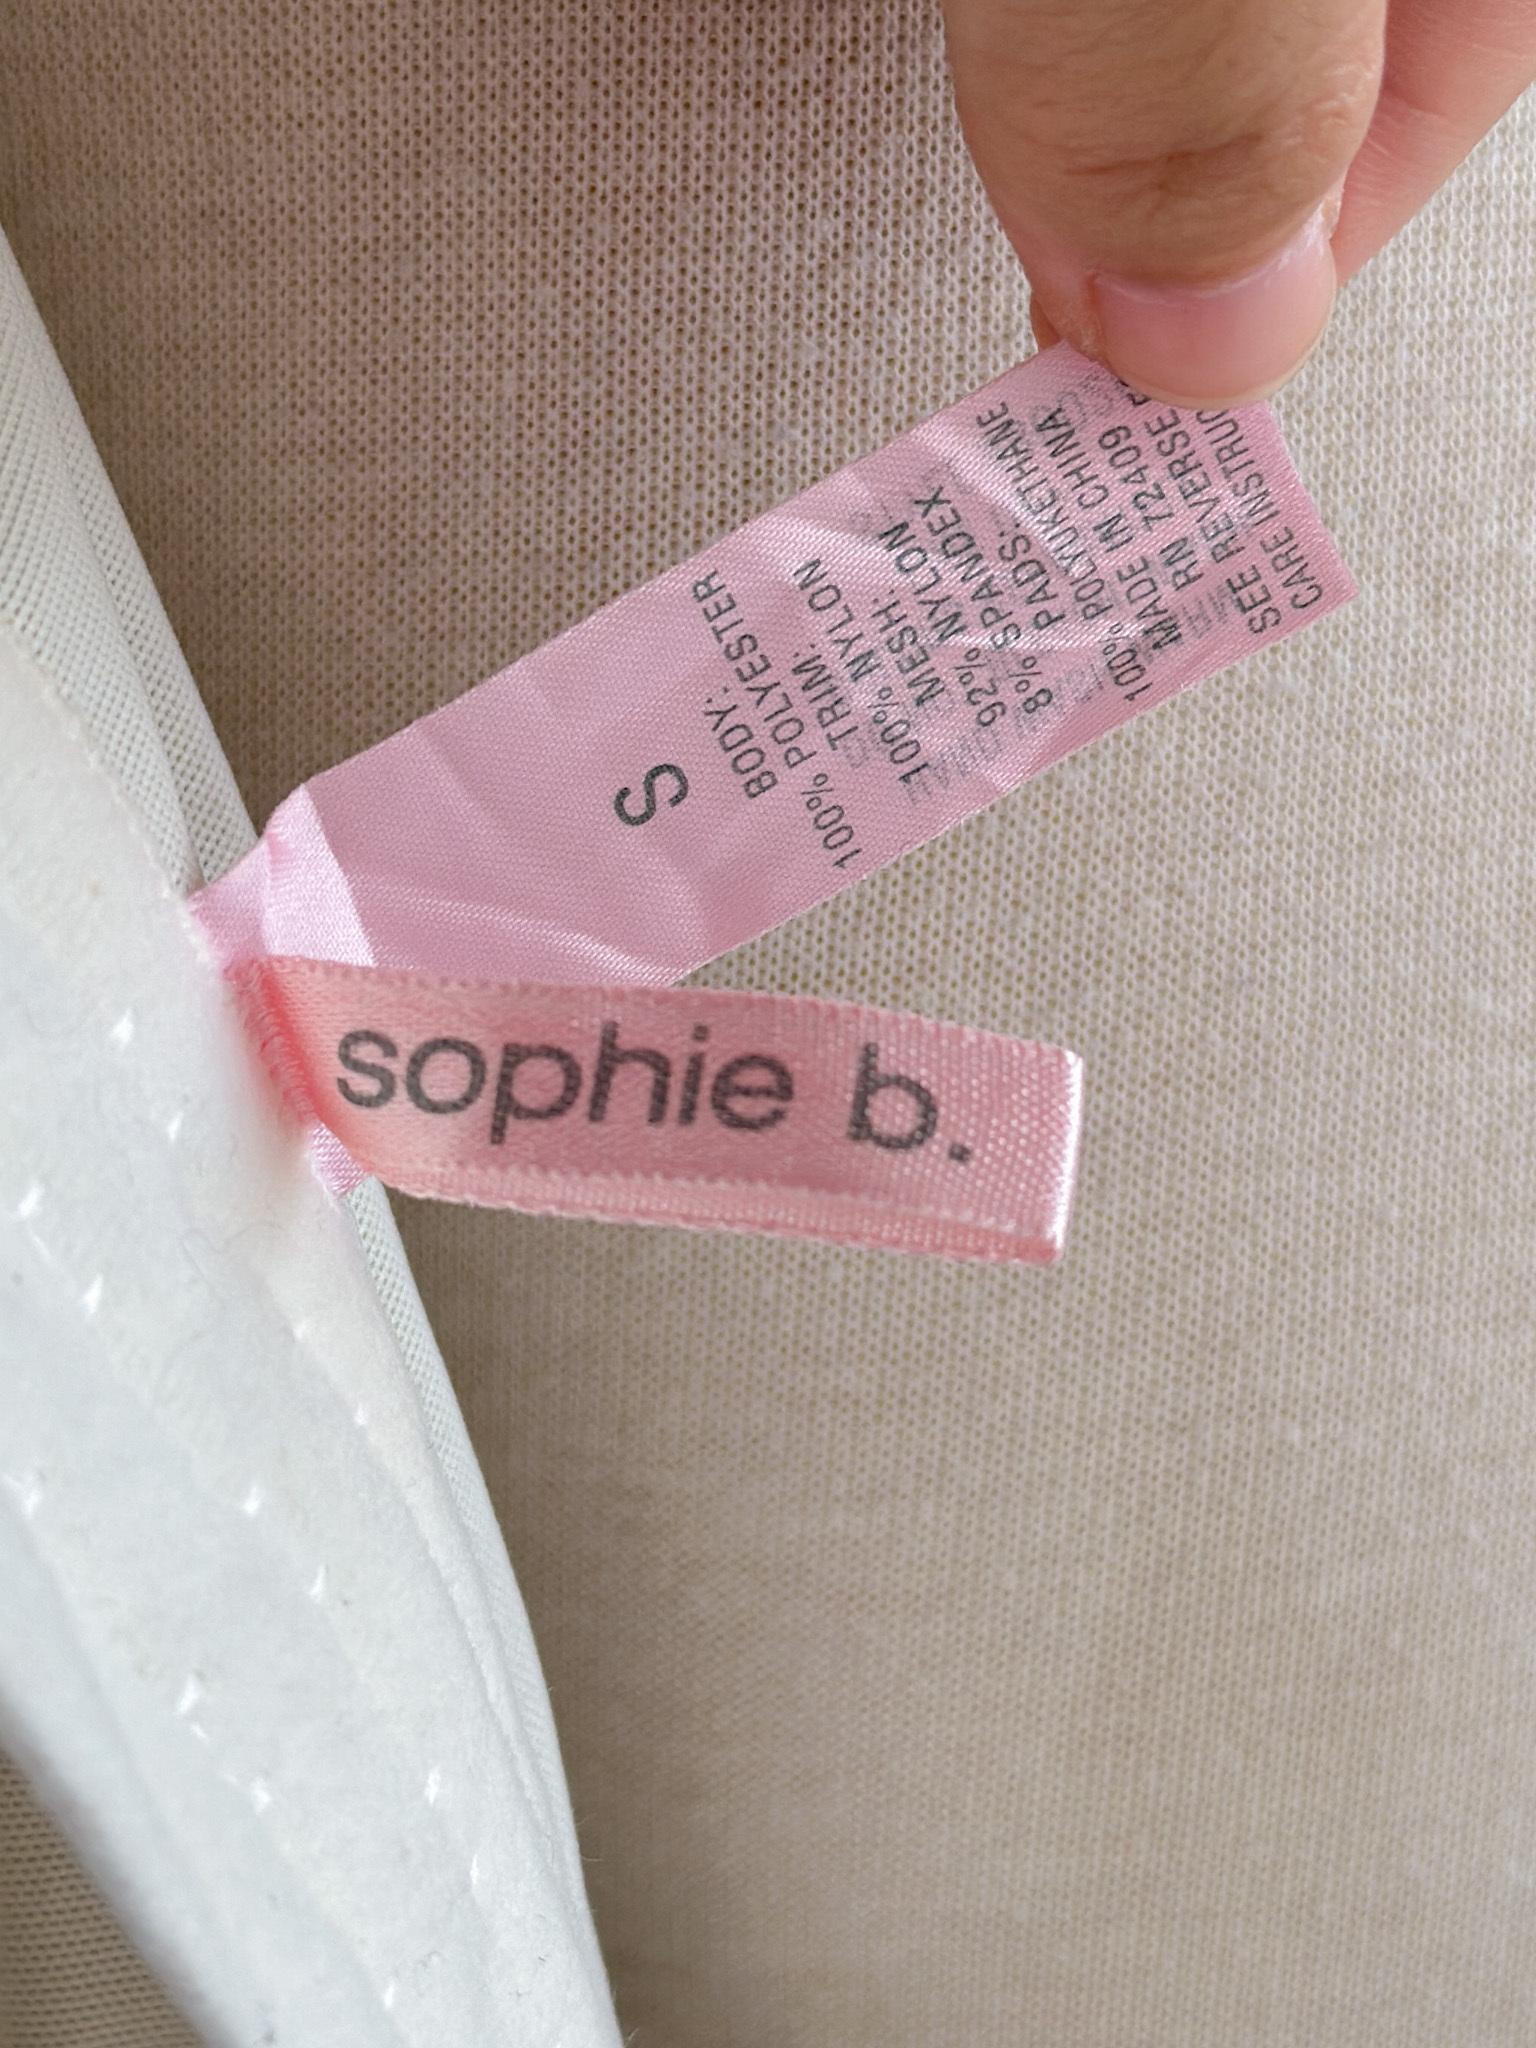 S
BODY:
100% POLYESTER
TRIM:
100% NYLON
MESH:
92% NYLON
8% SPANDEX
PADS:
100% POLYURETHANE
MADE IN CHINA
RN 72409
SEE REVERSE
CARE
sophie b.